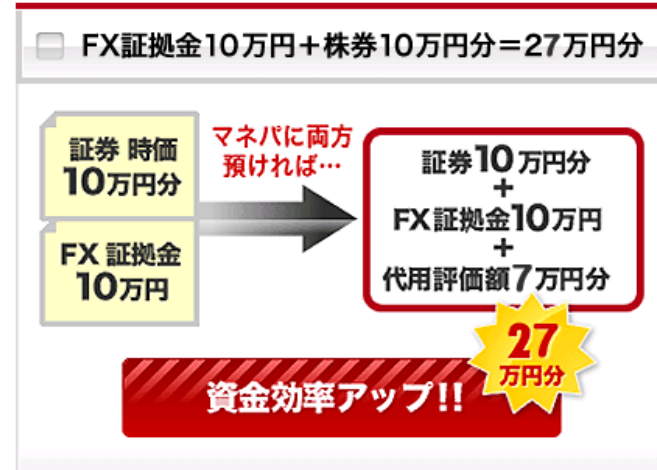 FX証拠金10万円+株券10万円分=27万円分
証券 時価
10万円分
FX 証拠金
10万円
マネパに両方
預ければ…
証券10万円分
+
FX証拠金10万円
+
代用評価額7万円分
27
万円分
資金効率アップ!!